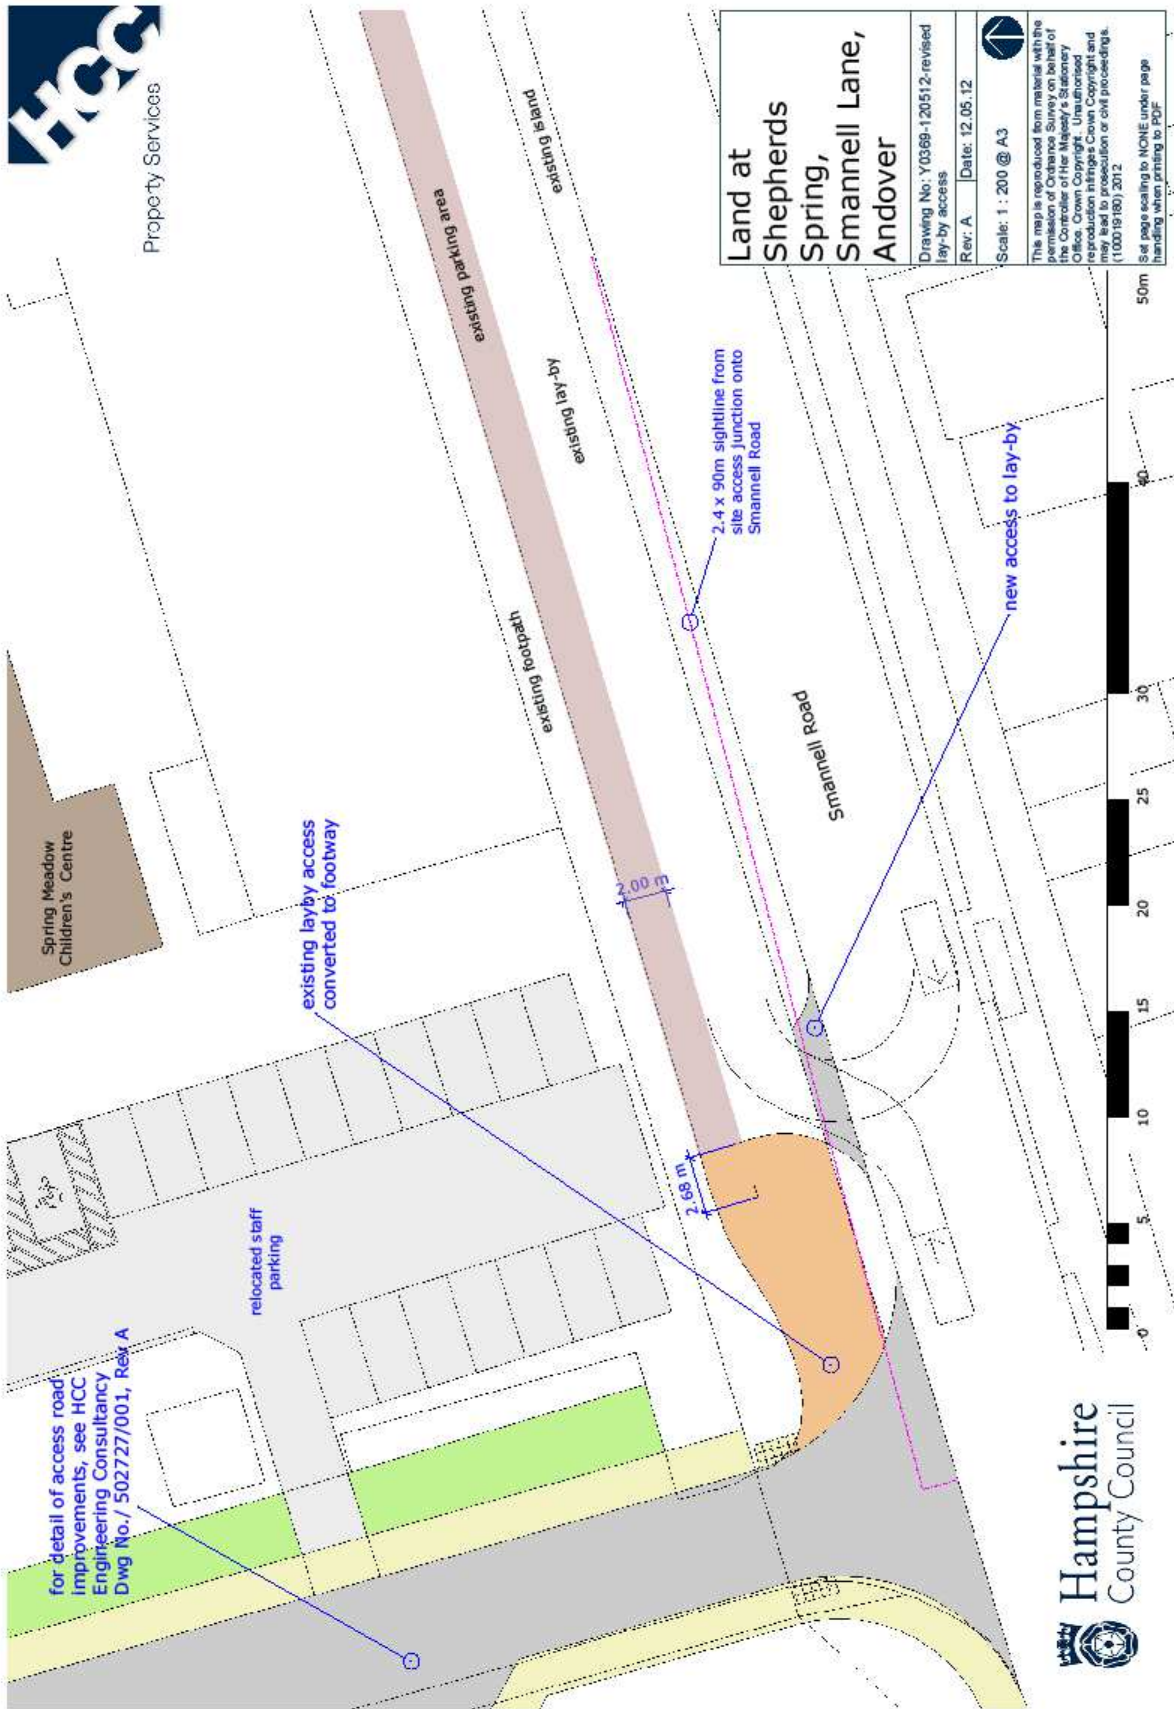 HCC
Property Services
Spring Meadow
Children's Centre
existing parking area
existing island
existing lay-by
existing footpath
existing layby access
converted to footway
2.00 m
2.4 x 90m sightline from
site access junction onto
Smannell Road
Smannell Road
new access to lay-by
2.68 m
relocated staff
parking
for detail of access road
improvements, see HCC
Engineering Consultancy
Dwg No./ 502727/001, Rev A
Land at
Shepherds
Spring,
Smannell Lane,
Andover
Drawing No: Y0369-120512-revised
lay-by access
Rev: A
Date: 12.05.12
Scale: 1 : 200 @ A3
This map is reproduced from material with the
permission of Ordnance Survey on behalf of
the Controller of Her Majesty's Stationery
Office. Crown Copyright. Unauthorised
reproduction infringes Crown Copyright and
may lead to prosecution or civil proceedings.
(100019180) 2012
Set page scaling to NONE under page
handling when printing to PDF
0
5
10
15
20
25
30
40
50m
Hampshire
County Council